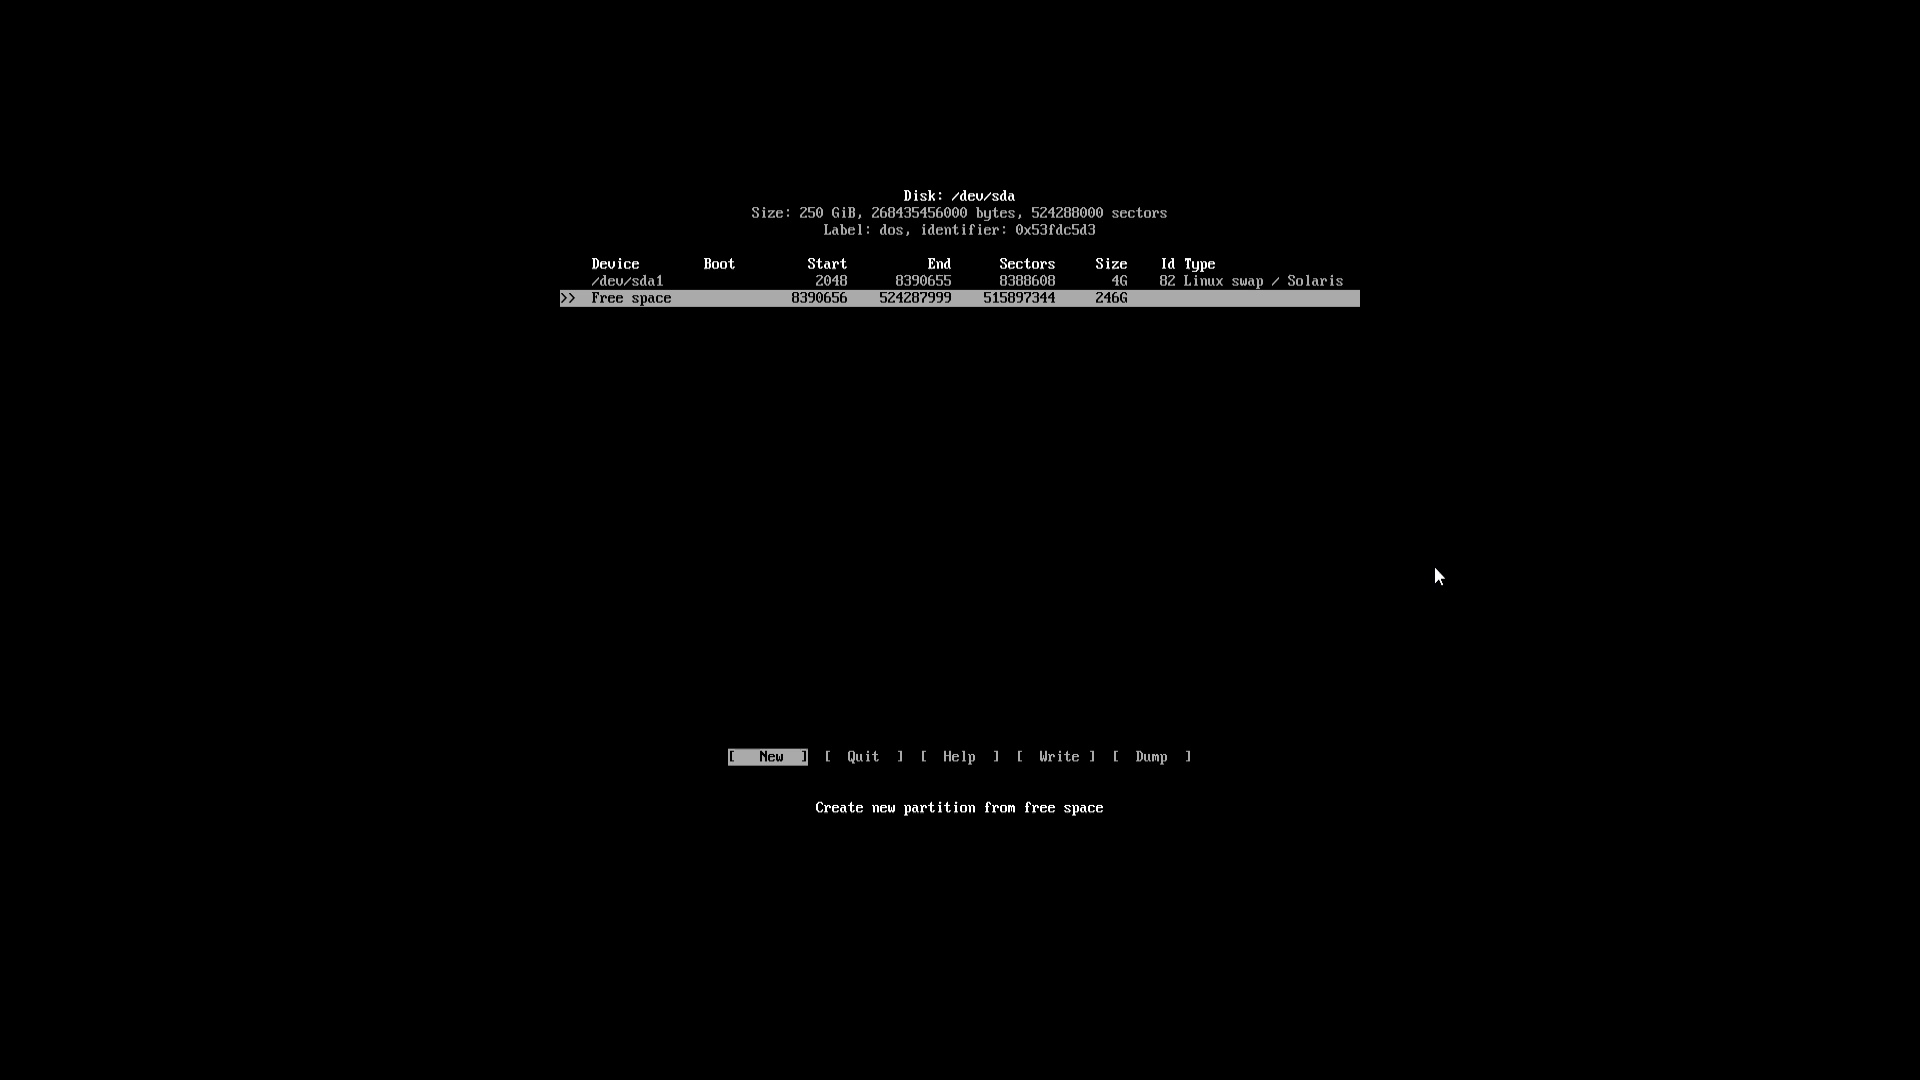 Disk: /dev/sda
Size: 250 GiB, 268435456000 bytes, 524288000 sectors
Label: dos, identifier: 0x53fdc5d3
Device Boot Start End Sectors Size Id Type
/dev/sda1 2048 8390655 8388608 4G 82 Linux swap / Solaris
>> Free space 8390656 524287999 515897344 246G
[ New ] [ Quit ] [ Help ] [ Write ] [ Dump ]
Create new partition from free space